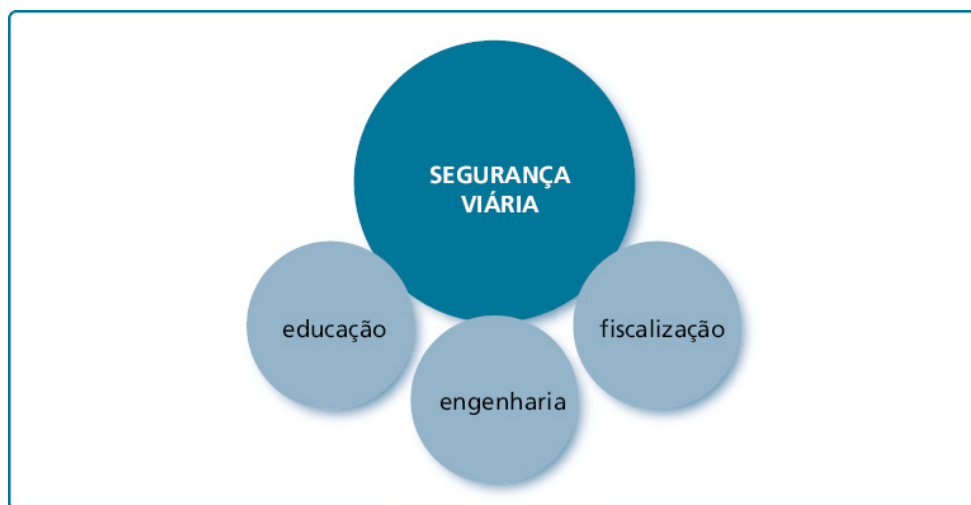 SEGURANÇA
VIÁRIA
educação
fiscalização
engenharia